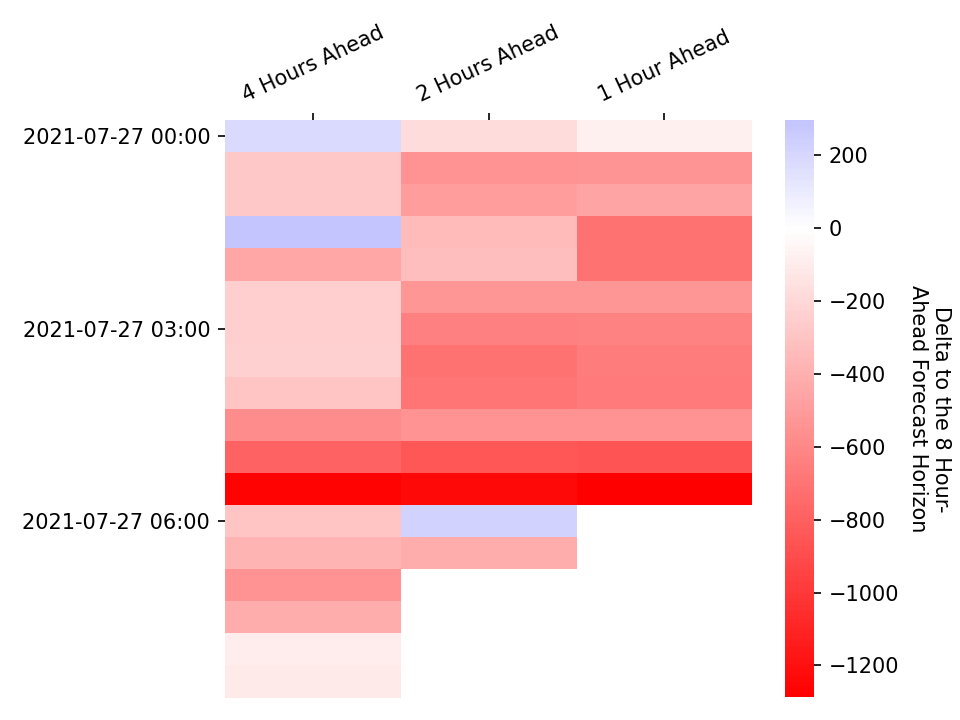 4 Hours Ahead
2 Hours Ahead
1 Hour Ahead
2021-07-27 00:00
2021-07-27 03:00
2021-07-27 06:00
200
0
−200
−400
−600
−800
−1000
−1200
Delta to the 8 Hour-
Ahead Forecast Horizon